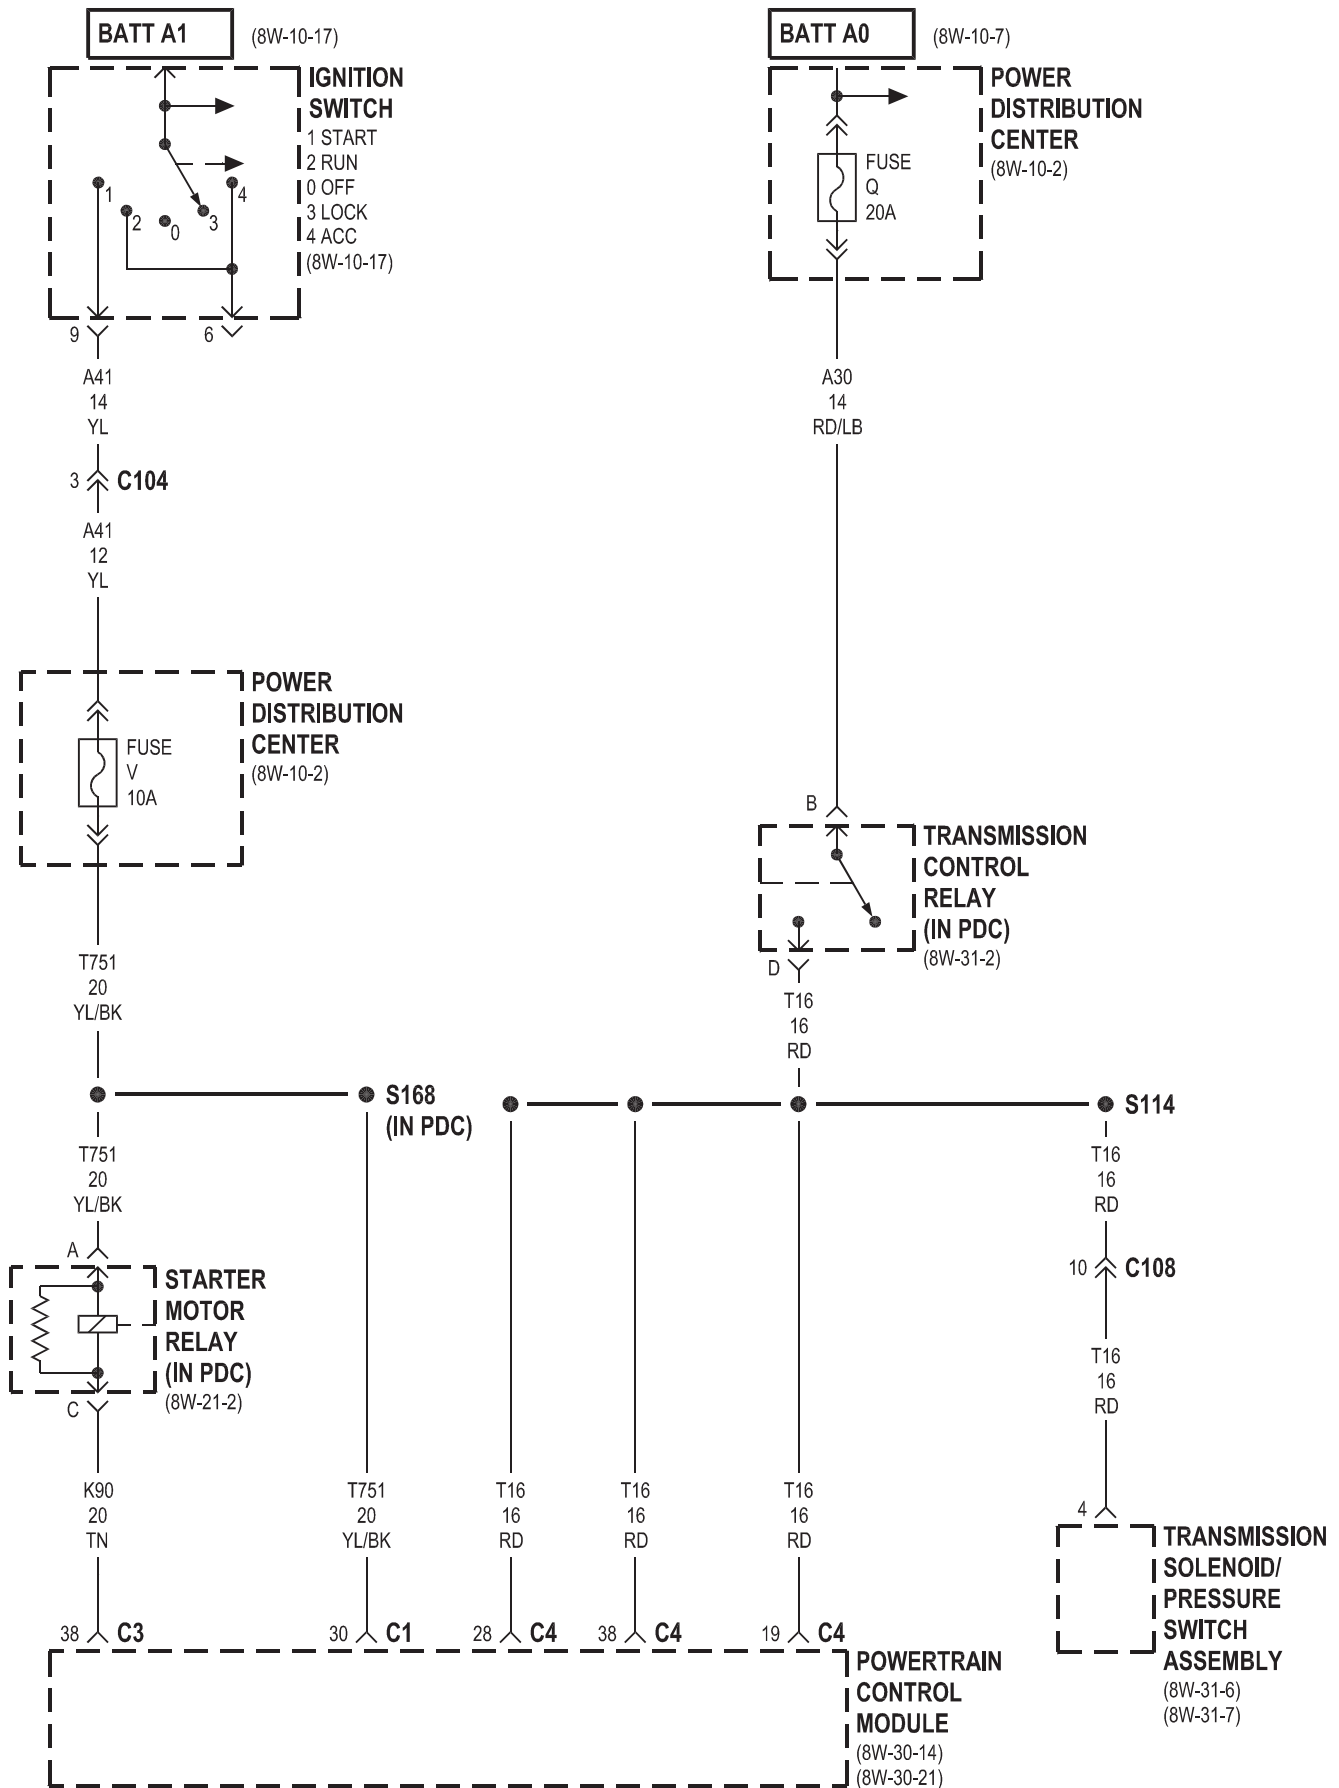 BATT A1
(8W-10-17)
IGNITION
SWITCH
1 START
2 RUN
0 OFF
3 LOCK
4 ACC
(8W-10-17)
1
2
0
3
4
9
6
A41
14
YL
3
C104
A41
12
YL
POWER
DISTRIBUTION
CENTER
(8W-10-2)
FUSE
V
10A
T751
20
YL/BK
S168
(IN PDC)
T751
20
YL/BK
A
STARTER
MOTOR
RELAY
(IN PDC)
(8W-21-2)
C
K90
20
TN
38
C3
T751
20
YL/BK
30
C1
BATT A0
(8W-10-7)
POWER
DISTRIBUTION
CENTER
(8W-10-2)
FUSE
Q
20A
A30
14
RD/LB
B
TRANSMISSION
CONTROL
RELAY
(IN PDC)
(8W-31-2)
D
T16
16
RD
S114
T16
16
RD
28
C4
T16
16
RD
38
C4
T16
16
RD
19
C4
T16
16
RD
10
C108
T16
16
RD
4
TRANSMISSION
SOLENOID/
PRESSURE
SWITCH
ASSEMBLY
(8W-31-6)
(8W-31-7)
POWERTRAIN
CONTROL
MODULE
(8W-30-14)
(8W-30-21)